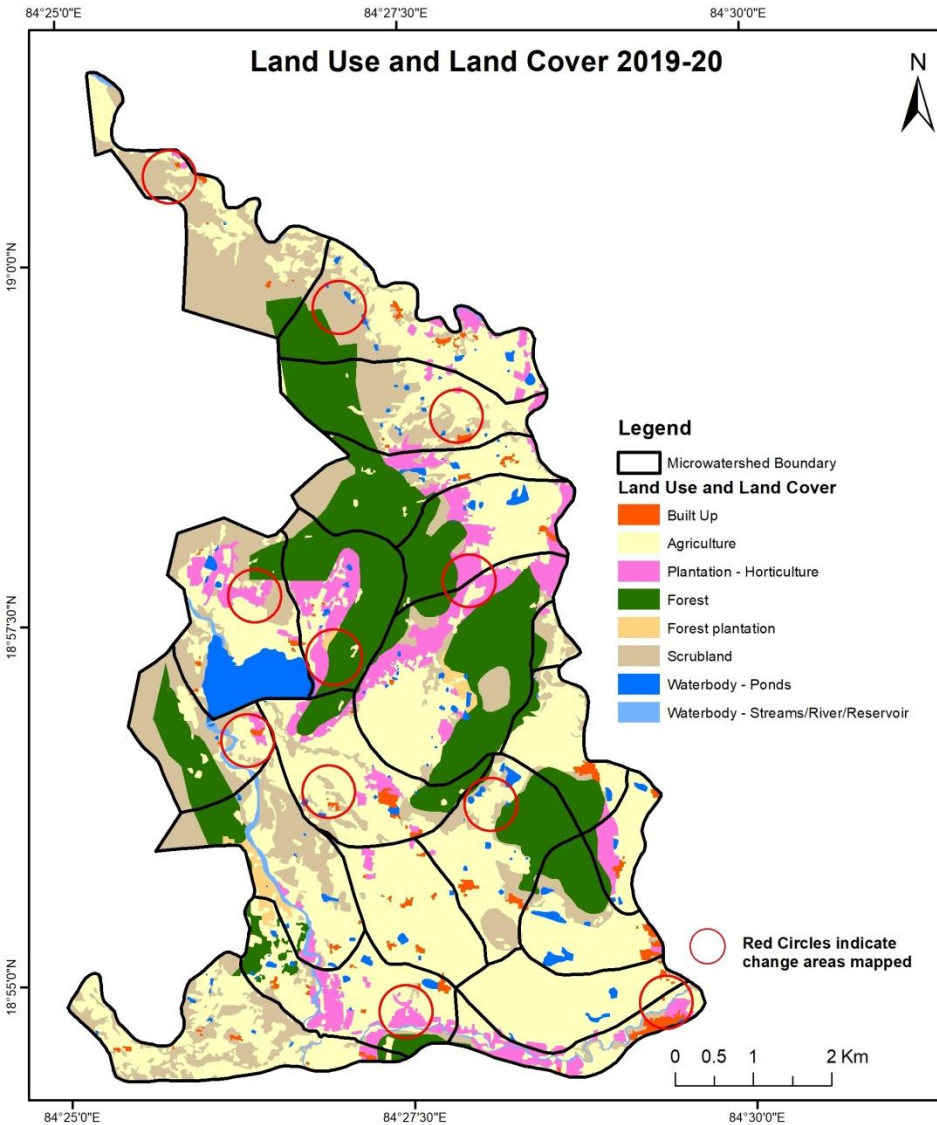 84°25'0"E 84°27'30"E 84°30'0"E
Land Use and Land Cover 2019-20
N
19°0'0"N
18°57'30"N
18°55'0"N
Legend
Microwatershed Boundary
Land Use and Land Cover
Built Up
Agriculture
Plantation - Horticulture
Forest
Forest plantation
Scrubland
Waterbody - Ponds
Waterbody - Streams/River/Reservoir
Red Circles indicate
change areas mapped
0 0.5 1 2 Km
84°25'0"E 84°27'30"E 84°30'0"E